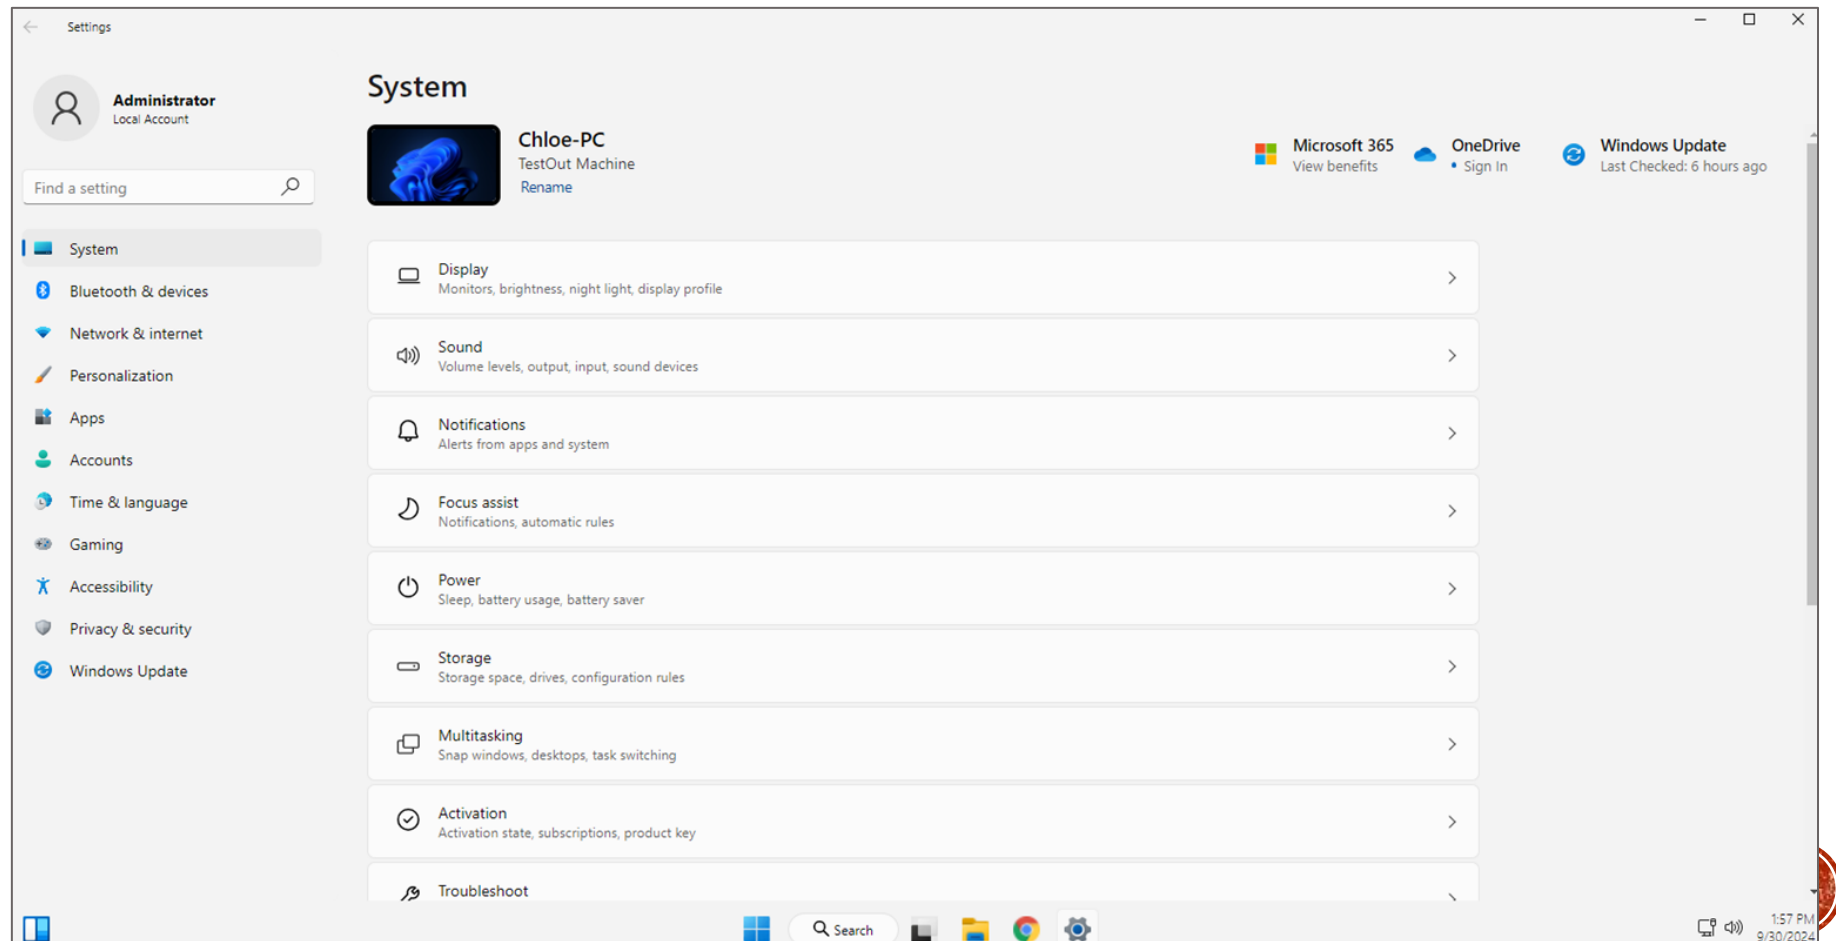 Settings
Administrator
Local Account
Find a setting
System
Bluetooth & devices
Network & internet
Personalization
Apps
Accounts
Time & language
Gaming
Accessibility
Privacy & security
Windows Update
System
Chloe-PC
TestOut Machine
Rename
Microsoft 365
View benefits
OneDrive
• Sign In
Windows Update
Last Checked: 6 hours ago
Display
Monitors, brightness, night light, display profile
Sound
Volume levels, output, input, sound devices
Notifications
Alerts from apps and system
Focus assist
Notifications, automatic rules
Power
Sleep, battery usage, battery saver
Storage
Storage space, drives, configuration rules
Multitasking
Snap windows, desktops, task switching
Activation
Activation state, subscriptions, product key
Troubleshoot
Search
1:57 PM
9/30/2024